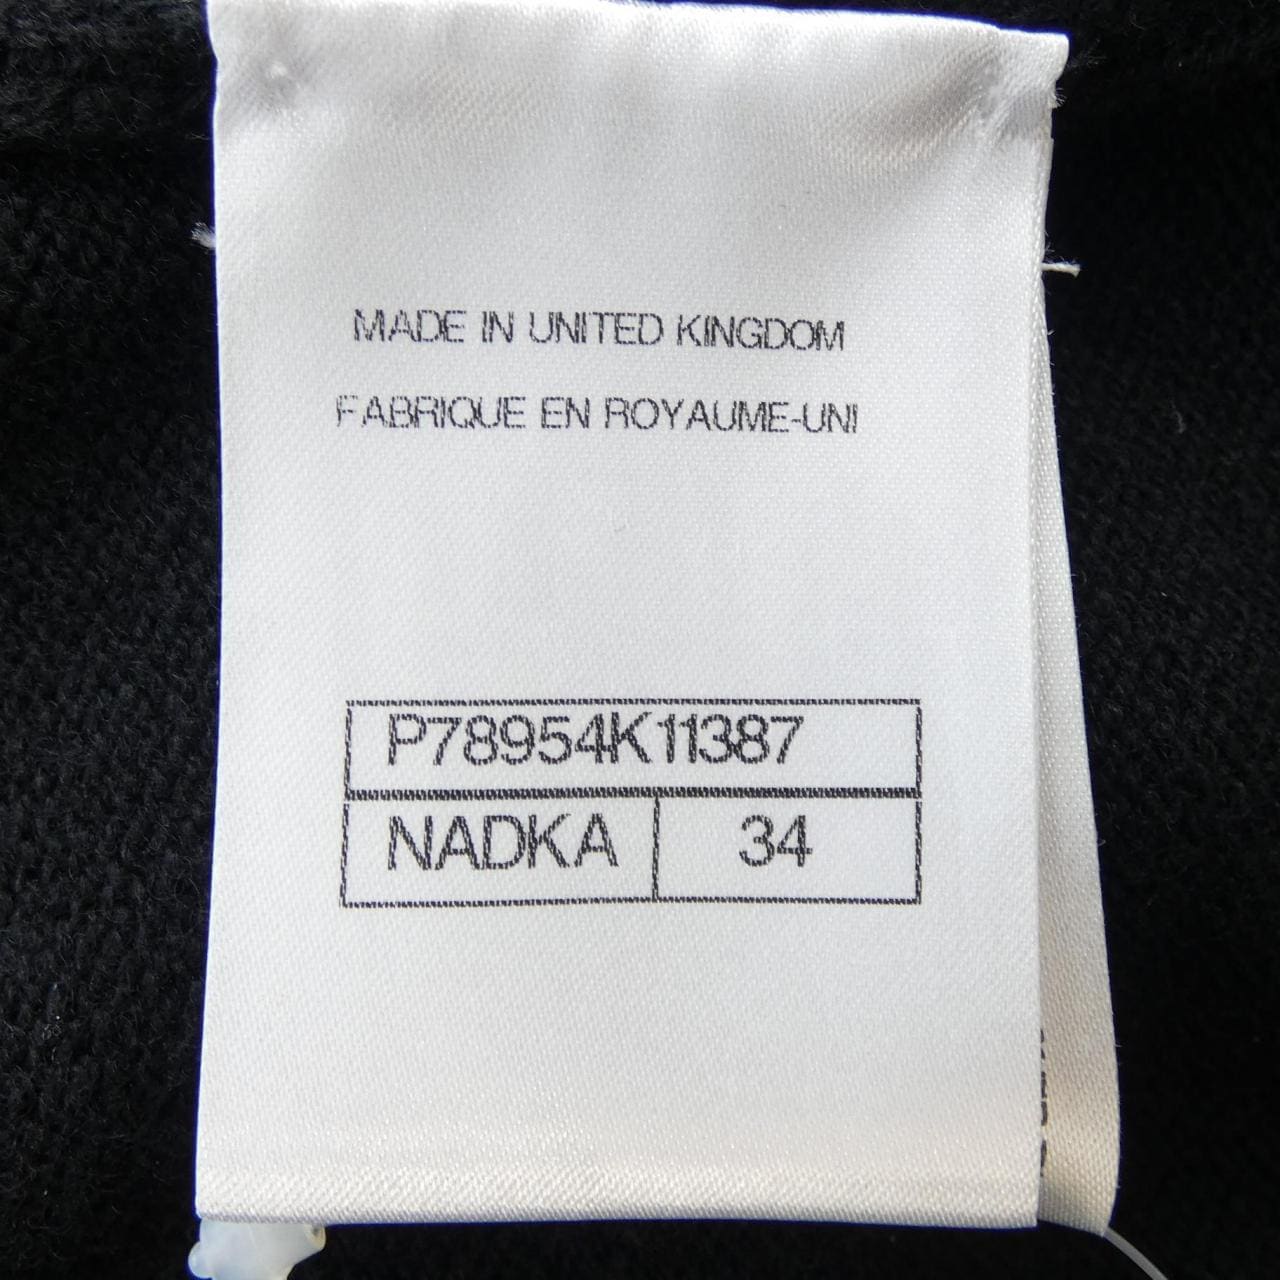 MADE IN UNITED KINGDOM
FABRIQUE EN ROYAUME-UNI
P78954K11387
NADKA 34